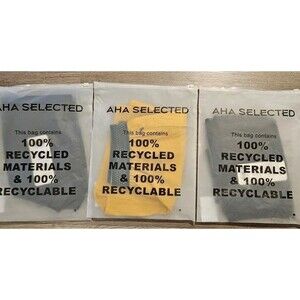 AHA SELECTED
This bag contains
100%
RECYCLED
MATERIALS
& 100%
RECYCLABLE
AHA SELECTED
This bag contains
100%
RECYCLED
MATERIALS
& 100%
RECYCLABLE
AHA SELECTED
This bag contains
100%
RECYCLED
MATERIALS
& 100%
RECYCLABLE